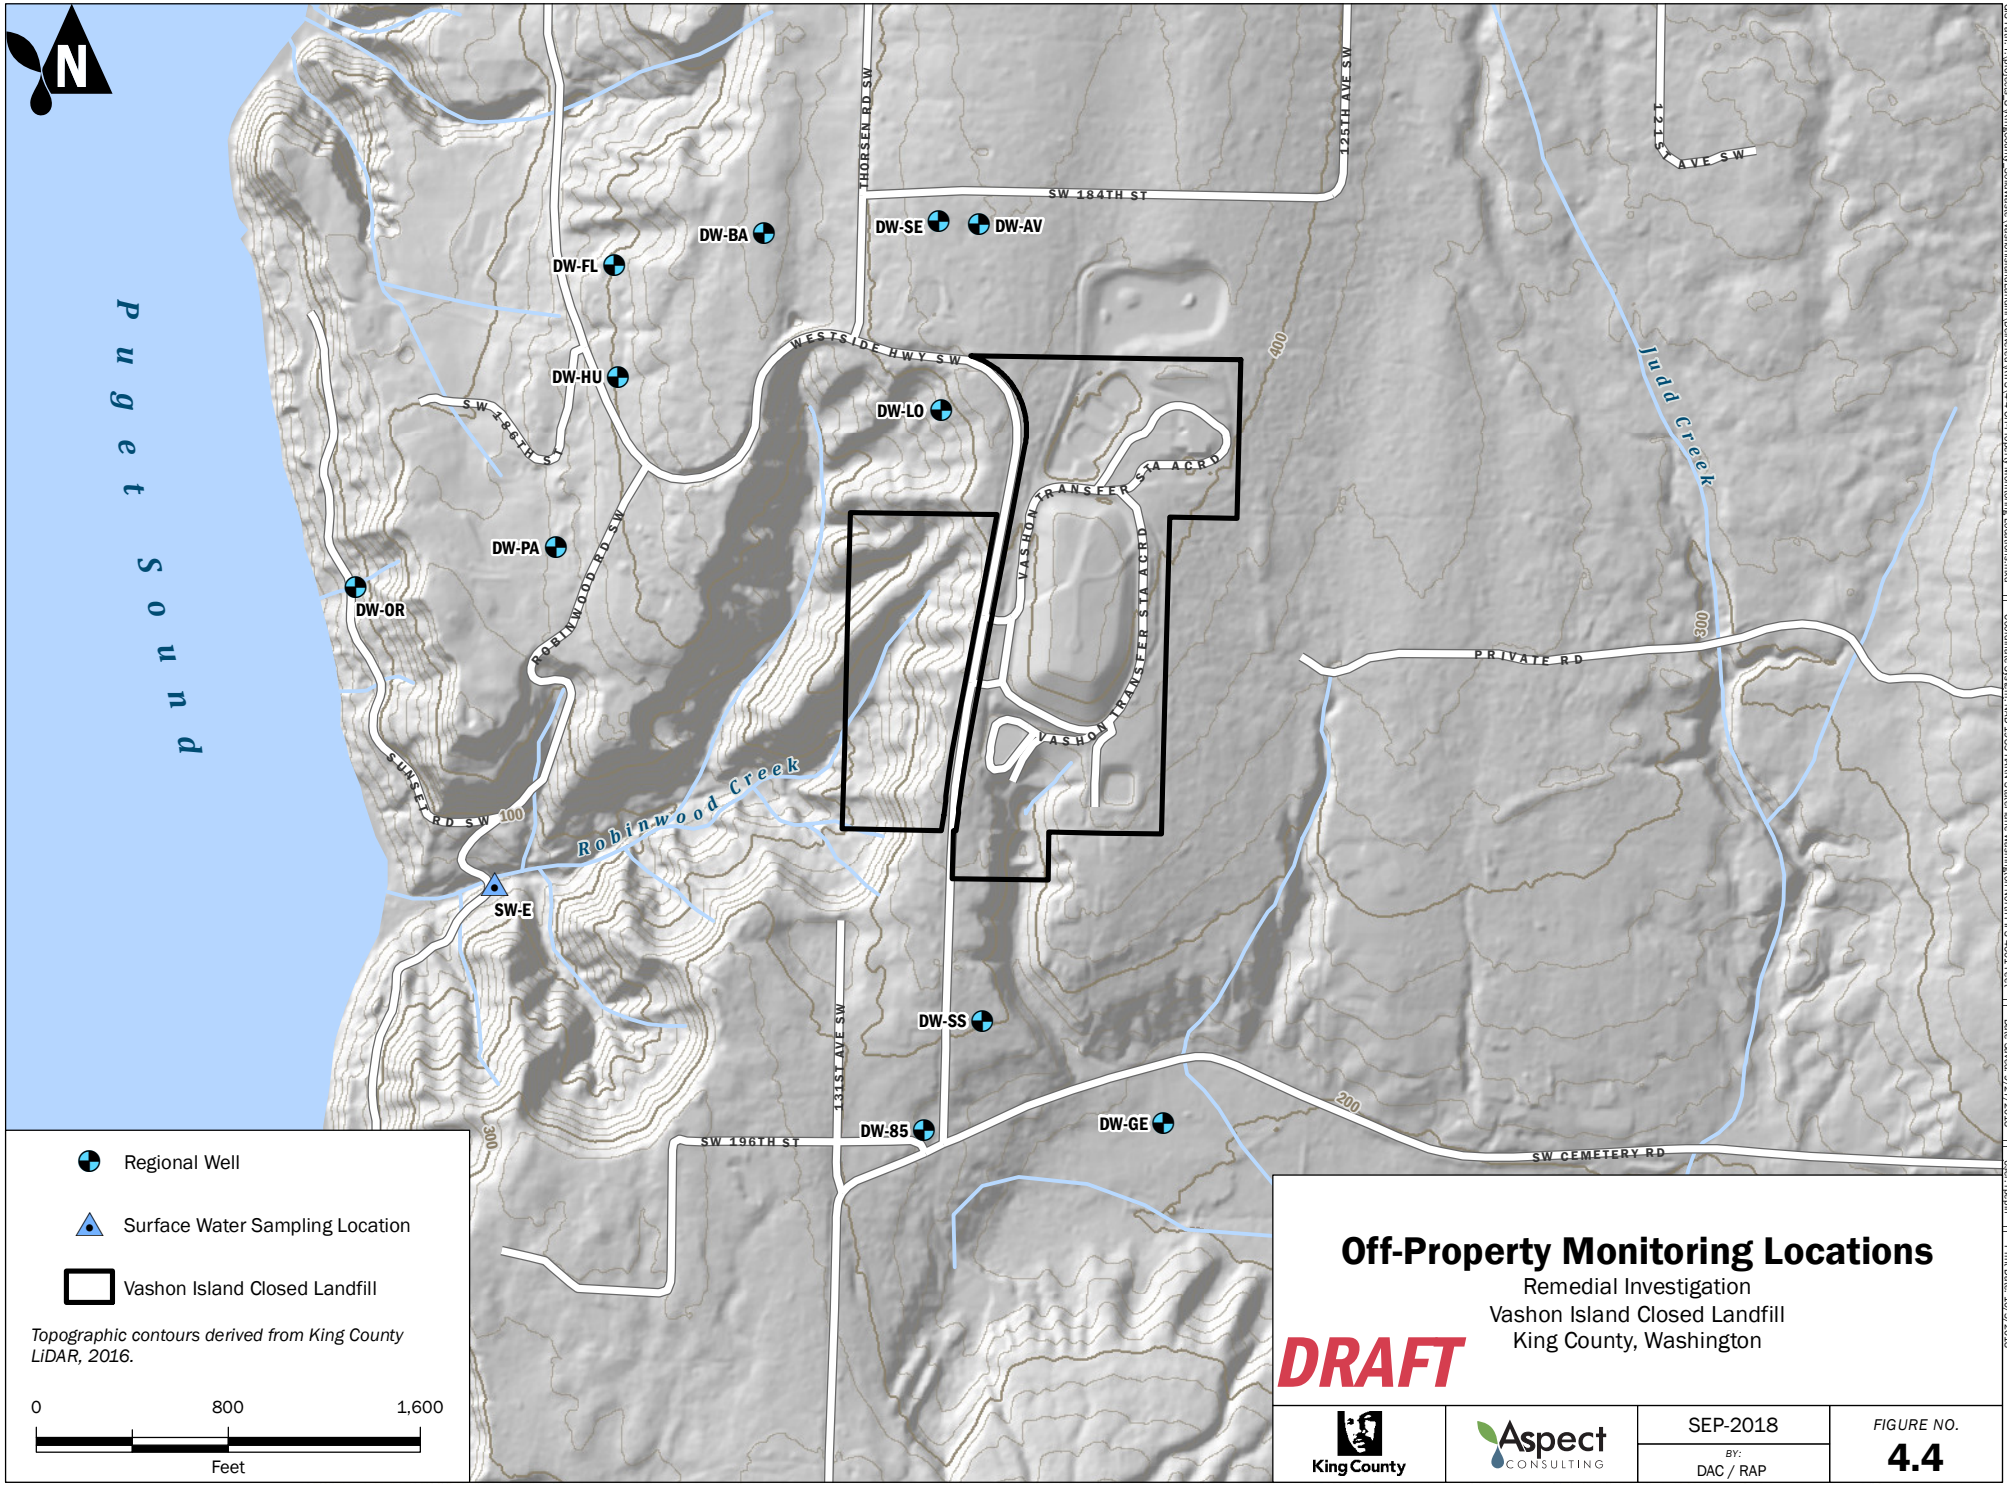 N
THORSEN RD SW
125TH AVE SW
121ST AVE SW
SW 184TH ST
DW-BA
DW-SE
DW-AV
DW-FL
Puget Sound
WESTSIDE HWY SW
400
Judd Creek
DW-HU
DW-LO
SW 186TH ST
VASHON TRANSFER STA ACRD
DW-PA
ROBINWOOD RD SW
DW-OR
300
PRIVATE RD
VASHON TRANSFER STA ACRD
SUNSET RD SW
100
Robinwood Creek
SW-E
131ST AVE SW
DW-SS
200
DW-85
DW-GE
300
SW 196TH ST
SW CEMETERY RD
Regional Well
Surface Water Sampling Location
Vashon Island Closed Landfill
Topographic contours derived from King County
LiDAR, 2016.
0 800 1,600
Feet
Off-Property Monitoring Locations
Remedial Investigation
Vashon Island Closed Landfill
King County, Washington
DRAFT
King County
Aspect
CONSULTING
SEP-2018
BY:
DAC / RAP
FIGURE NO.
4.4